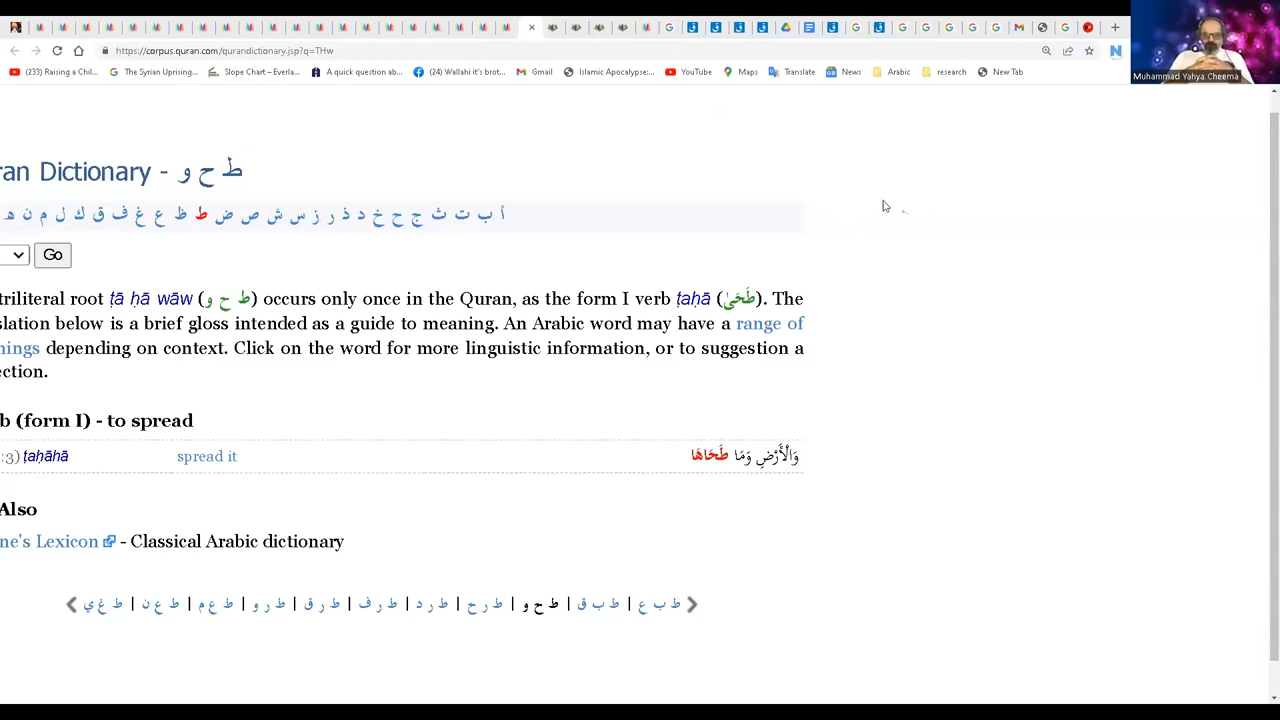 https://corpus.quran.com/qurandictionary.jsp?q=THw
(233) Raising a Chil... The Syrian Uprising... Slope Chart – Everla... A quick question ab... (24) Wallahi it's brot... Gmail Islamic Apocalypse:... YouTube Maps Translate News Arabic research New Tab
Muhammad Yahya Cheema
ran Dictionary - ط ح و
أ ب ت ث ج ح خ د ذ ر ز س ش ص ض ط ظ ع غ ف ق ك ل م ن ه
Go
triliteral root ṭā ḥā wāw (ط ح و) occurs only once in the Quran, as the form I verb ṭaḥā (طَحَىٰ). The
slation below is a brief gloss intended as a guide to meaning. An Arabic word may have a range of
nings depending on context. Click on the word for more linguistic information, or to suggestion a
ection.
b (form I) - to spread
:3) ṭaḥāhā spread it وَالْأَرْضِ وَمَا طَحَاهَا
Also
ne's Lexicon - Classical Arabic dictionary
ط ب ع | ط ب ق | ط ح و | ط ر ح | ط ر د | ط ر ف | ط ر ق | ط ر و | ط ع م | ط ع ن | ط غ ي